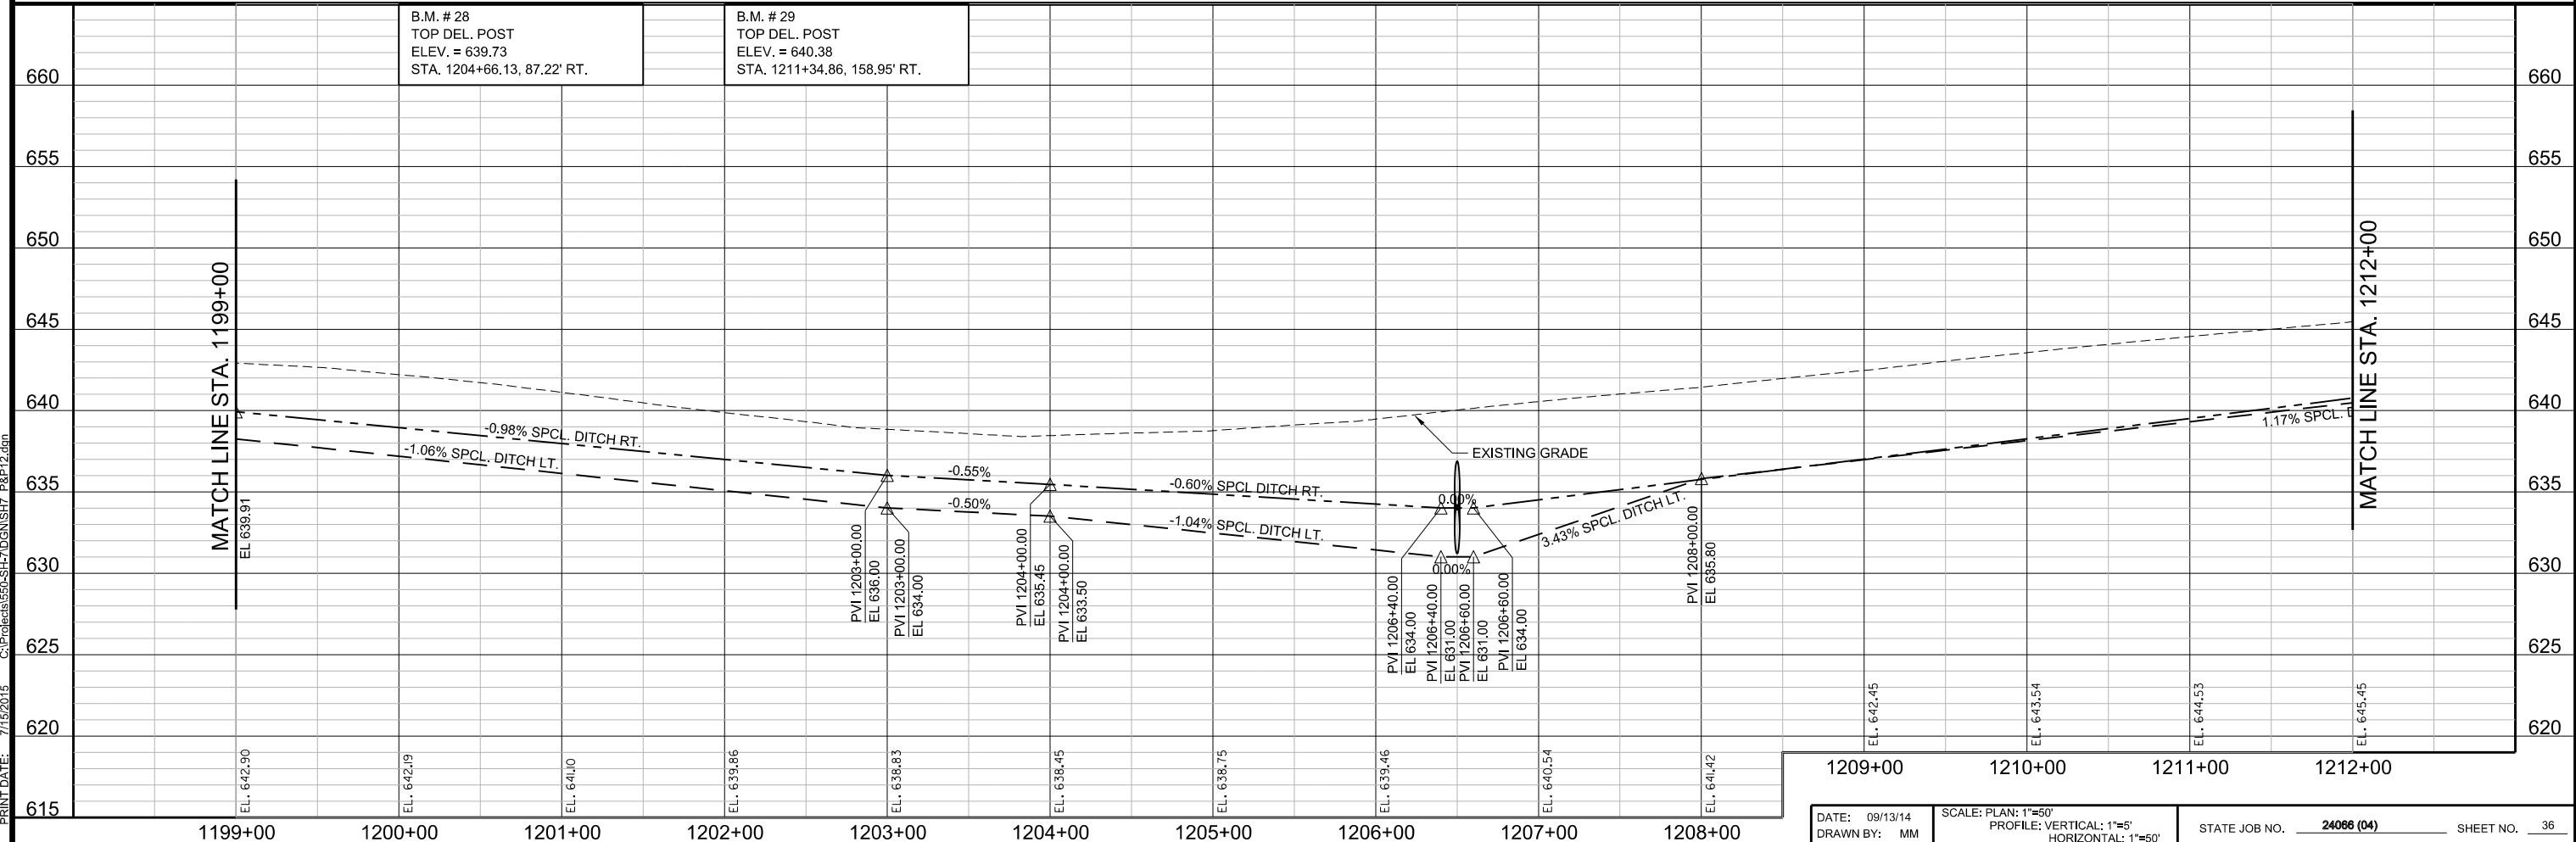 B.M. # 28
TOP DEL. POST
ELEV. = 639.73
STA. 1204+66.13, 87.22' RT.
B.M. # 29
TOP DEL. POST
ELEV. = 640.38
STA. 1211+34.86, 158.95' RT.
660
655
650
645
640
635
630
625
620
615
660
655
650
645
640
635
630
625
620
MATCH LINE STA. 1199+00
EL 639.91
-0.98% SPCL. DITCH RT.
-1.06% SPCL. DITCH LT.
-0.55%
-0.50%
-0.60% SPCL DITCH RT.
-1.04% SPCL. DITCH LT.
EXISTING GRADE
0.00%
0.00%
3.43% SPCL. DITCH LT.
1.17% SPCL. D
MATCH LINE STA. 1212+00
PVI 1203+00.00
EL 636.00
PVI 1203+00.00
EL 634.00
PVI 1204+00.00
EL 635.45
PVI 1204+00.00
EL 633.50
PVI 1206+40.00
EL 634.00
PVI 1206+40.00
EL 631.00
PVI 1206+60.00
EL 631.00
PVI 1206+60.00
EL 634.00
PVI 1208+00.00
EL 635.80
EL. 642.90
EL. 642.19
EL. 641.10
EL. 639.86
EL. 638.83
EL. 638.45
EL. 638.75
EL. 639.46
EL. 640.54
EL. 641.42
EL. 642.45
EL. 643.54
EL. 644.53
EL. 645.45
1199+00
1200+00
1201+00
1202+00
1203+00
1204+00
1205+00
1206+00
1207+00
1208+00
1209+00
1210+00
1211+00
1212+00
PRINT DATE: 7/15/2015 C:\Projects\550-SH-7\DGN\SH7_P&P12.dgn
DATE: 09/13/14
DRAWN BY: MM
SCALE: PLAN: 1"=50'
PROFILE: VERTICAL: 1"=5'
HORIZONTAL: 1"=50'
STATE JOB NO. 24066 (04)
SHEET NO. 36